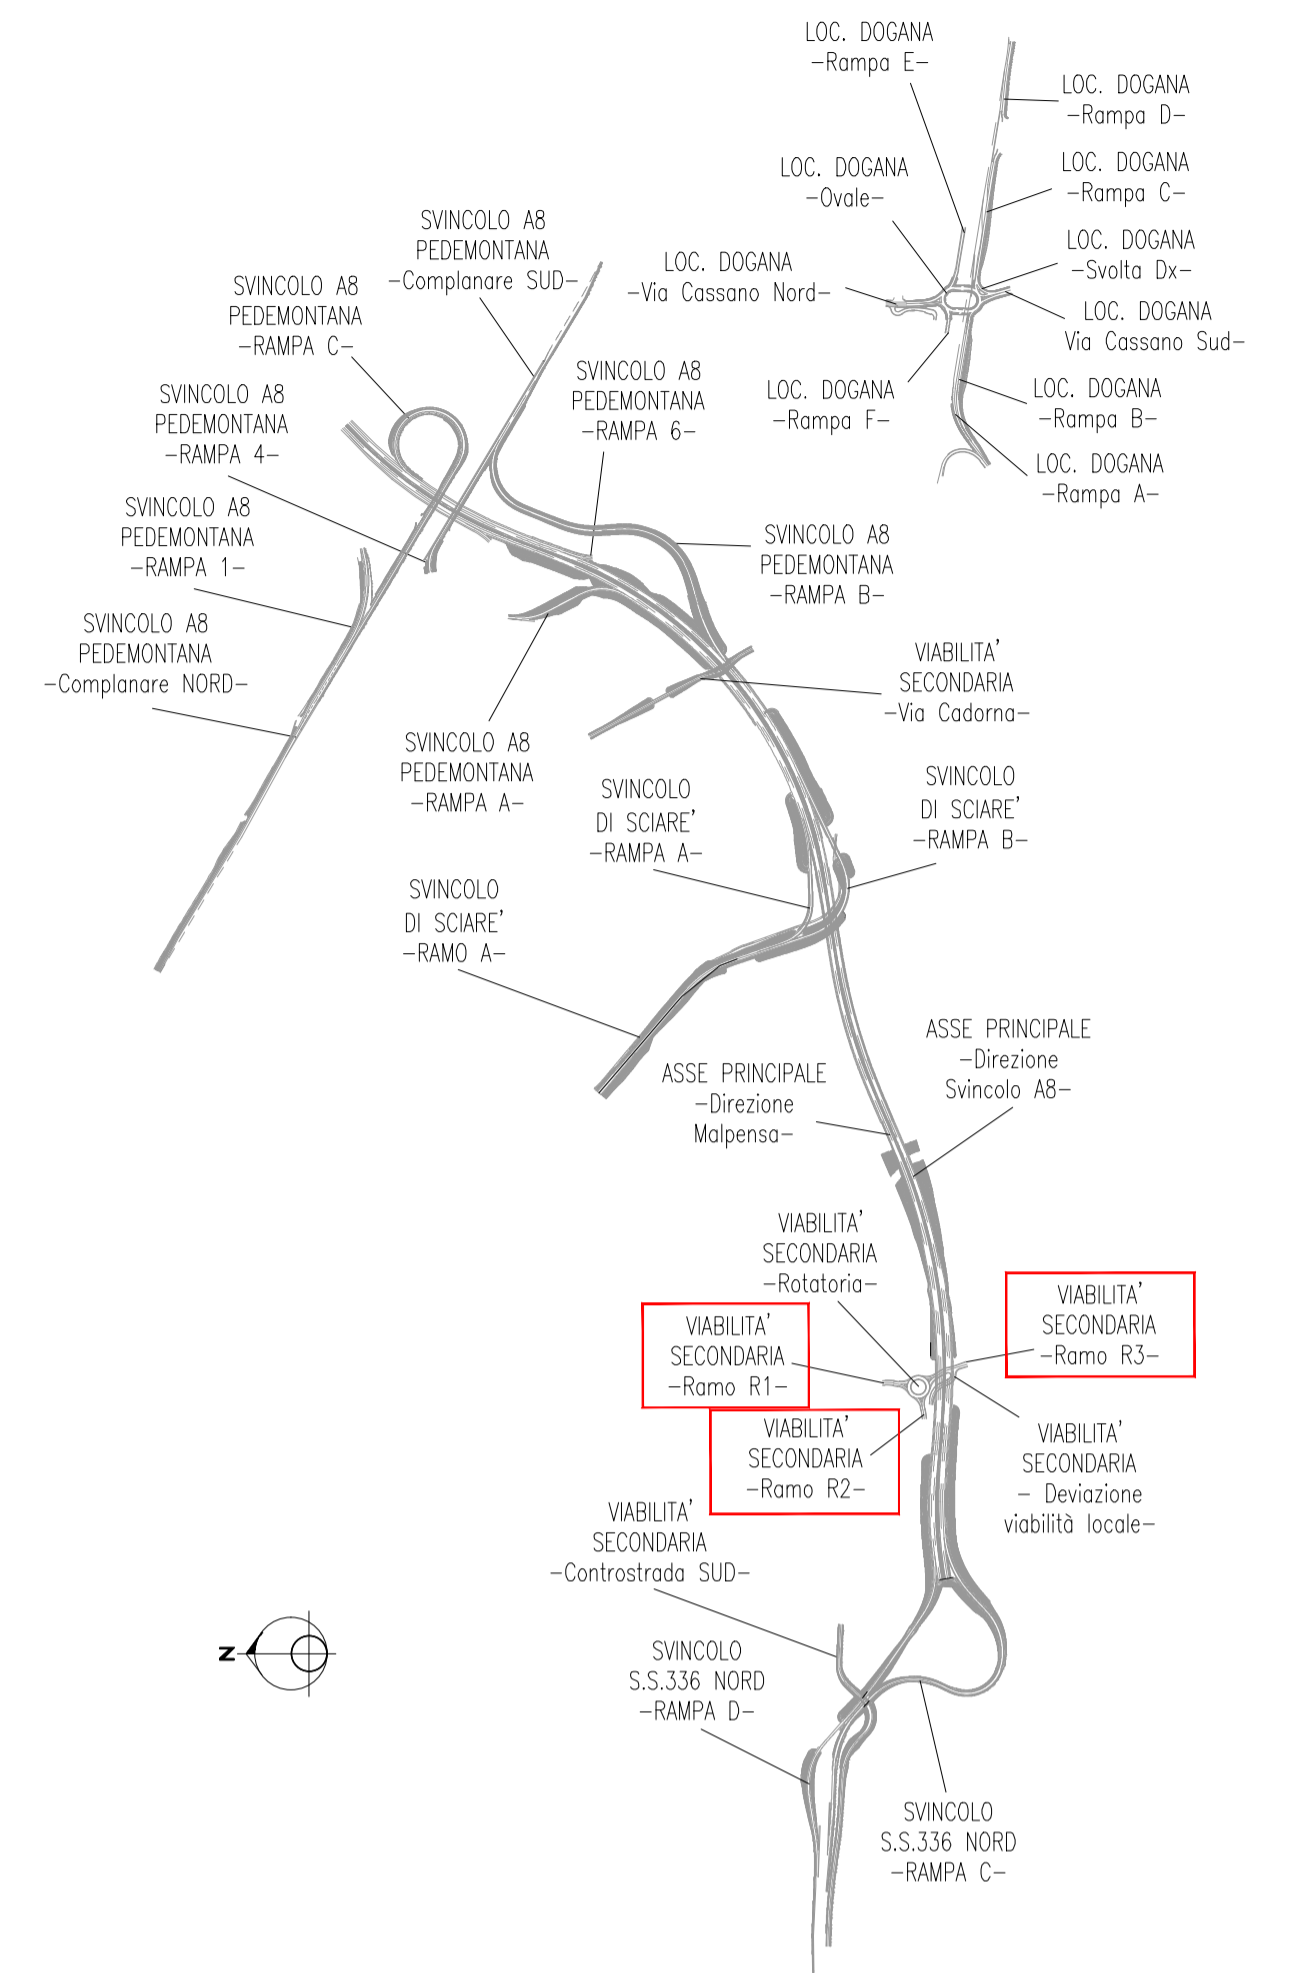 LOC. DOGANA
-Rampa E-
LOC. DOGANA
-Rampa D-
LOC. DOGANA
-Ovale-
LOC. DOGANA
-Rampa C-
SVINCOLO A8
PEDEMONTANA
-Complanare SUD-
LOC. DOGANA
-Via Cassano Nord-
LOC. DOGANA
-Svolta Dx-
LOC. DOGANA
Via Cassano Sud-
SVINCOLO A8
PEDEMONTANA
-RAMPA C-
SVINCOLO A8
PEDEMONTANA
-RAMPA 6-
LOC. DOGANA
-Rampa F-
LOC. DOGANA
-Rampa B-
SVINCOLO A8
PEDEMONTANA
-RAMPA 4-
LOC. DOGANA
-Rampa A-
SVINCOLO A8
PEDEMONTANA
-RAMPA 1-
SVINCOLO A8
PEDEMONTANA
-RAMPA B-
SVINCOLO A8
PEDEMONTANA
-Complanare NORD-
VIABILITA'
SECONDARIA
-Via Cadorna-
SVINCOLO A8
PEDEMONTANA
-RAMPA A-
SVINCOLO
DI SCIARE'
-RAMPA A-
SVINCOLO
DI SCIARE'
-RAMPA B-
SVINCOLO
DI SCIARE'
-RAMO A-
ASSE PRINCIPALE
-Direzione
Svincolo A8-
ASSE PRINCIPALE
-Direzione
Malpensa-
VIABILITA'
SECONDARIA
-Rotatoria-
VIABILITA'
SECONDARIA
-Ramo R3-
VIABILITA'
SECONDARIA
-Ramo R1-
VIABILITA'
SECONDARIA
-Ramo R2-
VIABILITA'
SECONDARIA
- Deviazione
viabilità locale-
VIABILITA'
SECONDARIA
-Controstrada SUD-
N
SVINCOLO
S.S.336 NORD
-RAMPA D-
SVINCOLO
S.S.336 NORD
-RAMPA C-